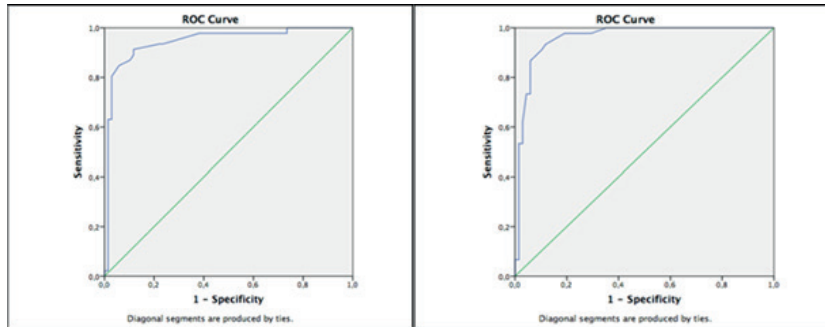 ROC Curve
1,0
0,8
0,6
0,4
0,2
0,0
Sensitivity
0,0 0,2 0,4 0,6 0,8 1,0
1 - Specificity
Diagonal segments are produced by ties.
ROC Curve
1,0
0,8
0,6
0,4
0,2
0,0
Sensitivity
0,0 0,2 0,4 0,6 0,8 1,0
1 - Specificity
Diagonal segments are produced by ties.